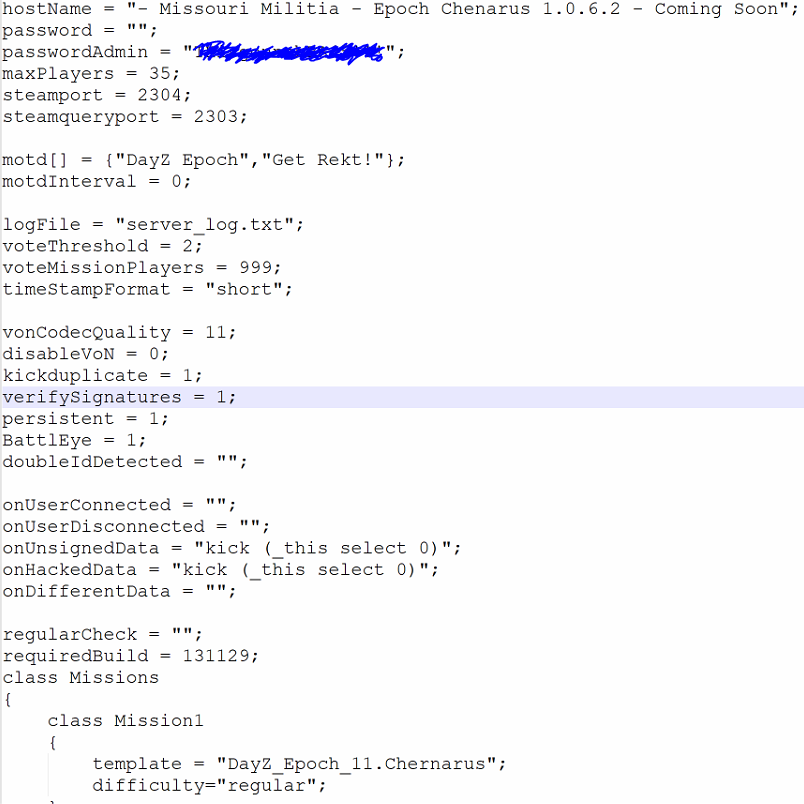 hostName = "- Missouri Militia - Epoch Chenarus 1.0.6.2 - Coming Soon";
password = "";
passwordAdmin = "";
maxPlayers = 35;
steamport = 2304;
steamqueryport = 2303;
motd[] = {"DayZ Epoch","Get Rekt!"};
motdInterval = 0;
logFile = "server_log.txt";
voteThreshold = 2;
voteMissionPlayers = 999;
timeStampFormat = "short";
vonCodecQuality = 11;
disableVoN = 0;
kickduplicate = 1;
verifySignatures = 1;
persistent = 1;
BattlEye = 1;
doubleIdDetected = "";
onUserConnected = "";
onUserDisconnected = "";
onUnsignedData = "kick (_this select 0)";
onHackedData = "kick (_this select 0)";
onDifferentData = "";
regularCheck = "";
requiredBuild = 131129;
class Missions
{
class Mission1
{
template = "DayZ_Epoch_11.Chernarus";
difficulty="regular";